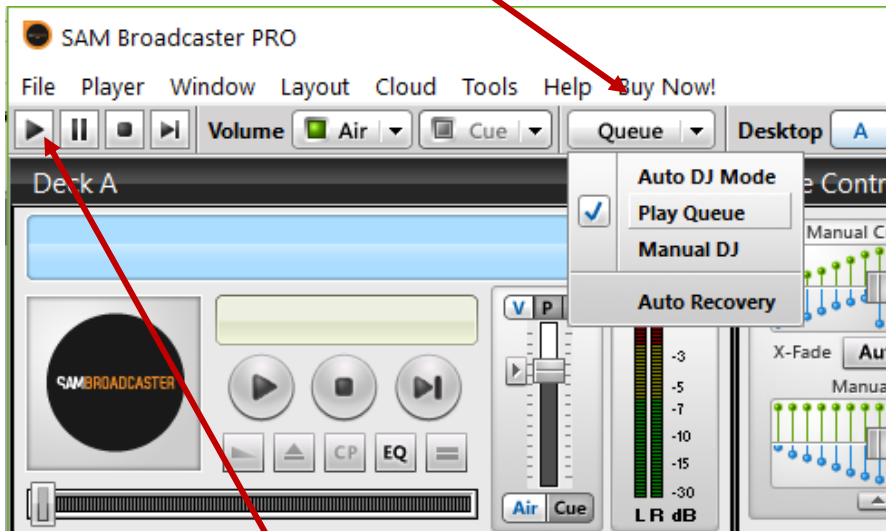 SAM Broadcaster PRO
File Player Window Layout Cloud Tools Help Buy Now!
Volume Air Cue Queue Desktop A
Deck A
Auto DJ Mode
Play Queue
Manual DJ
Auto Recovery
e Contr
Manual C
SAMBROADCASTER
V P
CP EQ
-3
-5
-7
-10
-15
-30
L R dB
Air Cue
X-Fade Au
Manua